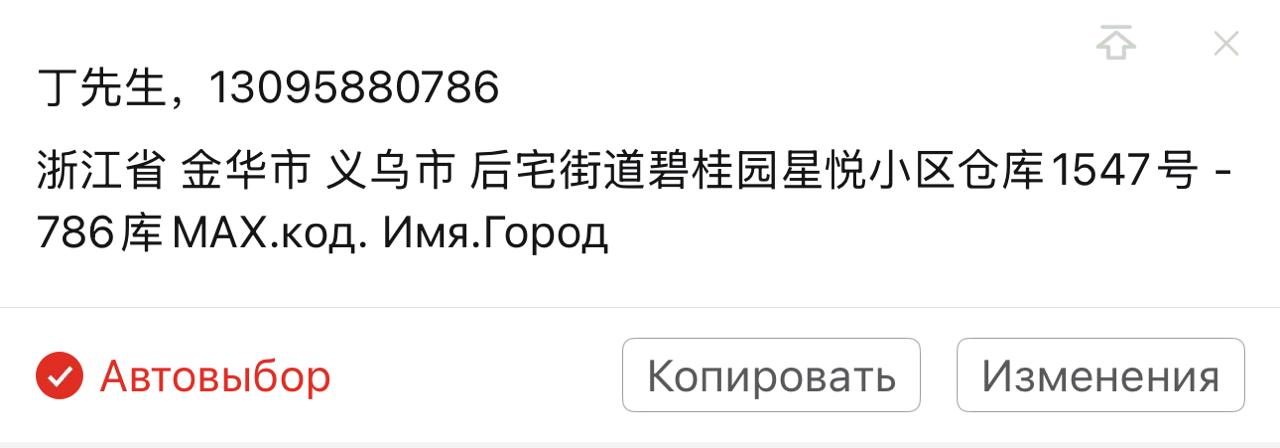 丁先生，13095880786
浙江省 金华市 义乌市 后宅街道碧桂园星悦小区仓库1547号 -
786库MAX.код. Имя.Город
Автовыбор
Копировать
Изменения